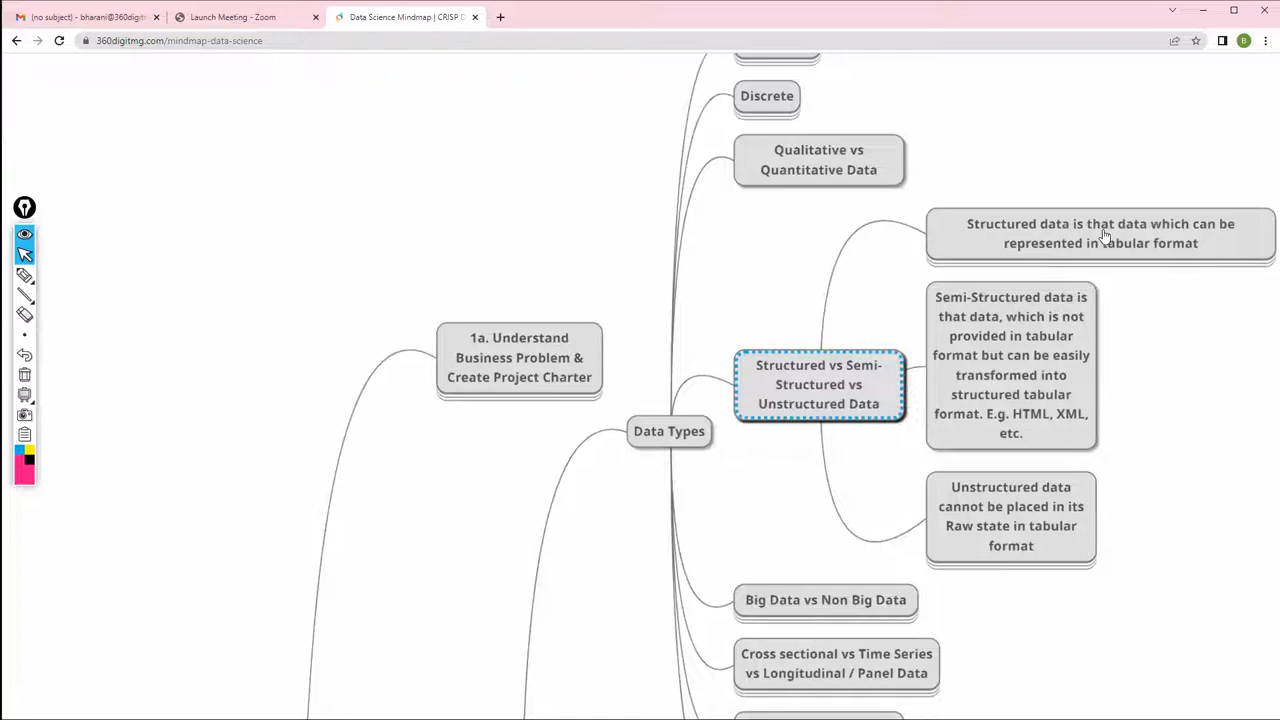 (no subject) - bharani@360digit
Launch Meeting - Zoom
Data Science Mindmap | CRISP D
360digitmg.com/mindmap-data-science
B
Discrete
Qualitative vs
Quantitative Data
Structured data is that data which can be
represented in tabular format
Semi-Structured data is
that data, which is not
provided in tabular
format but can be easily
transformed into
structured tabular
format. E.g. HTML, XML,
etc.
1a. Understand
Business Problem &
Create Project Charter
Structured vs Semi-
Structured vs
Unstructured Data
Data Types
Unstructured data
cannot be placed in its
Raw state in tabular
format
Big Data vs Non Big Data
Cross sectional vs Time Series
vs Longitudinal / Panel Data